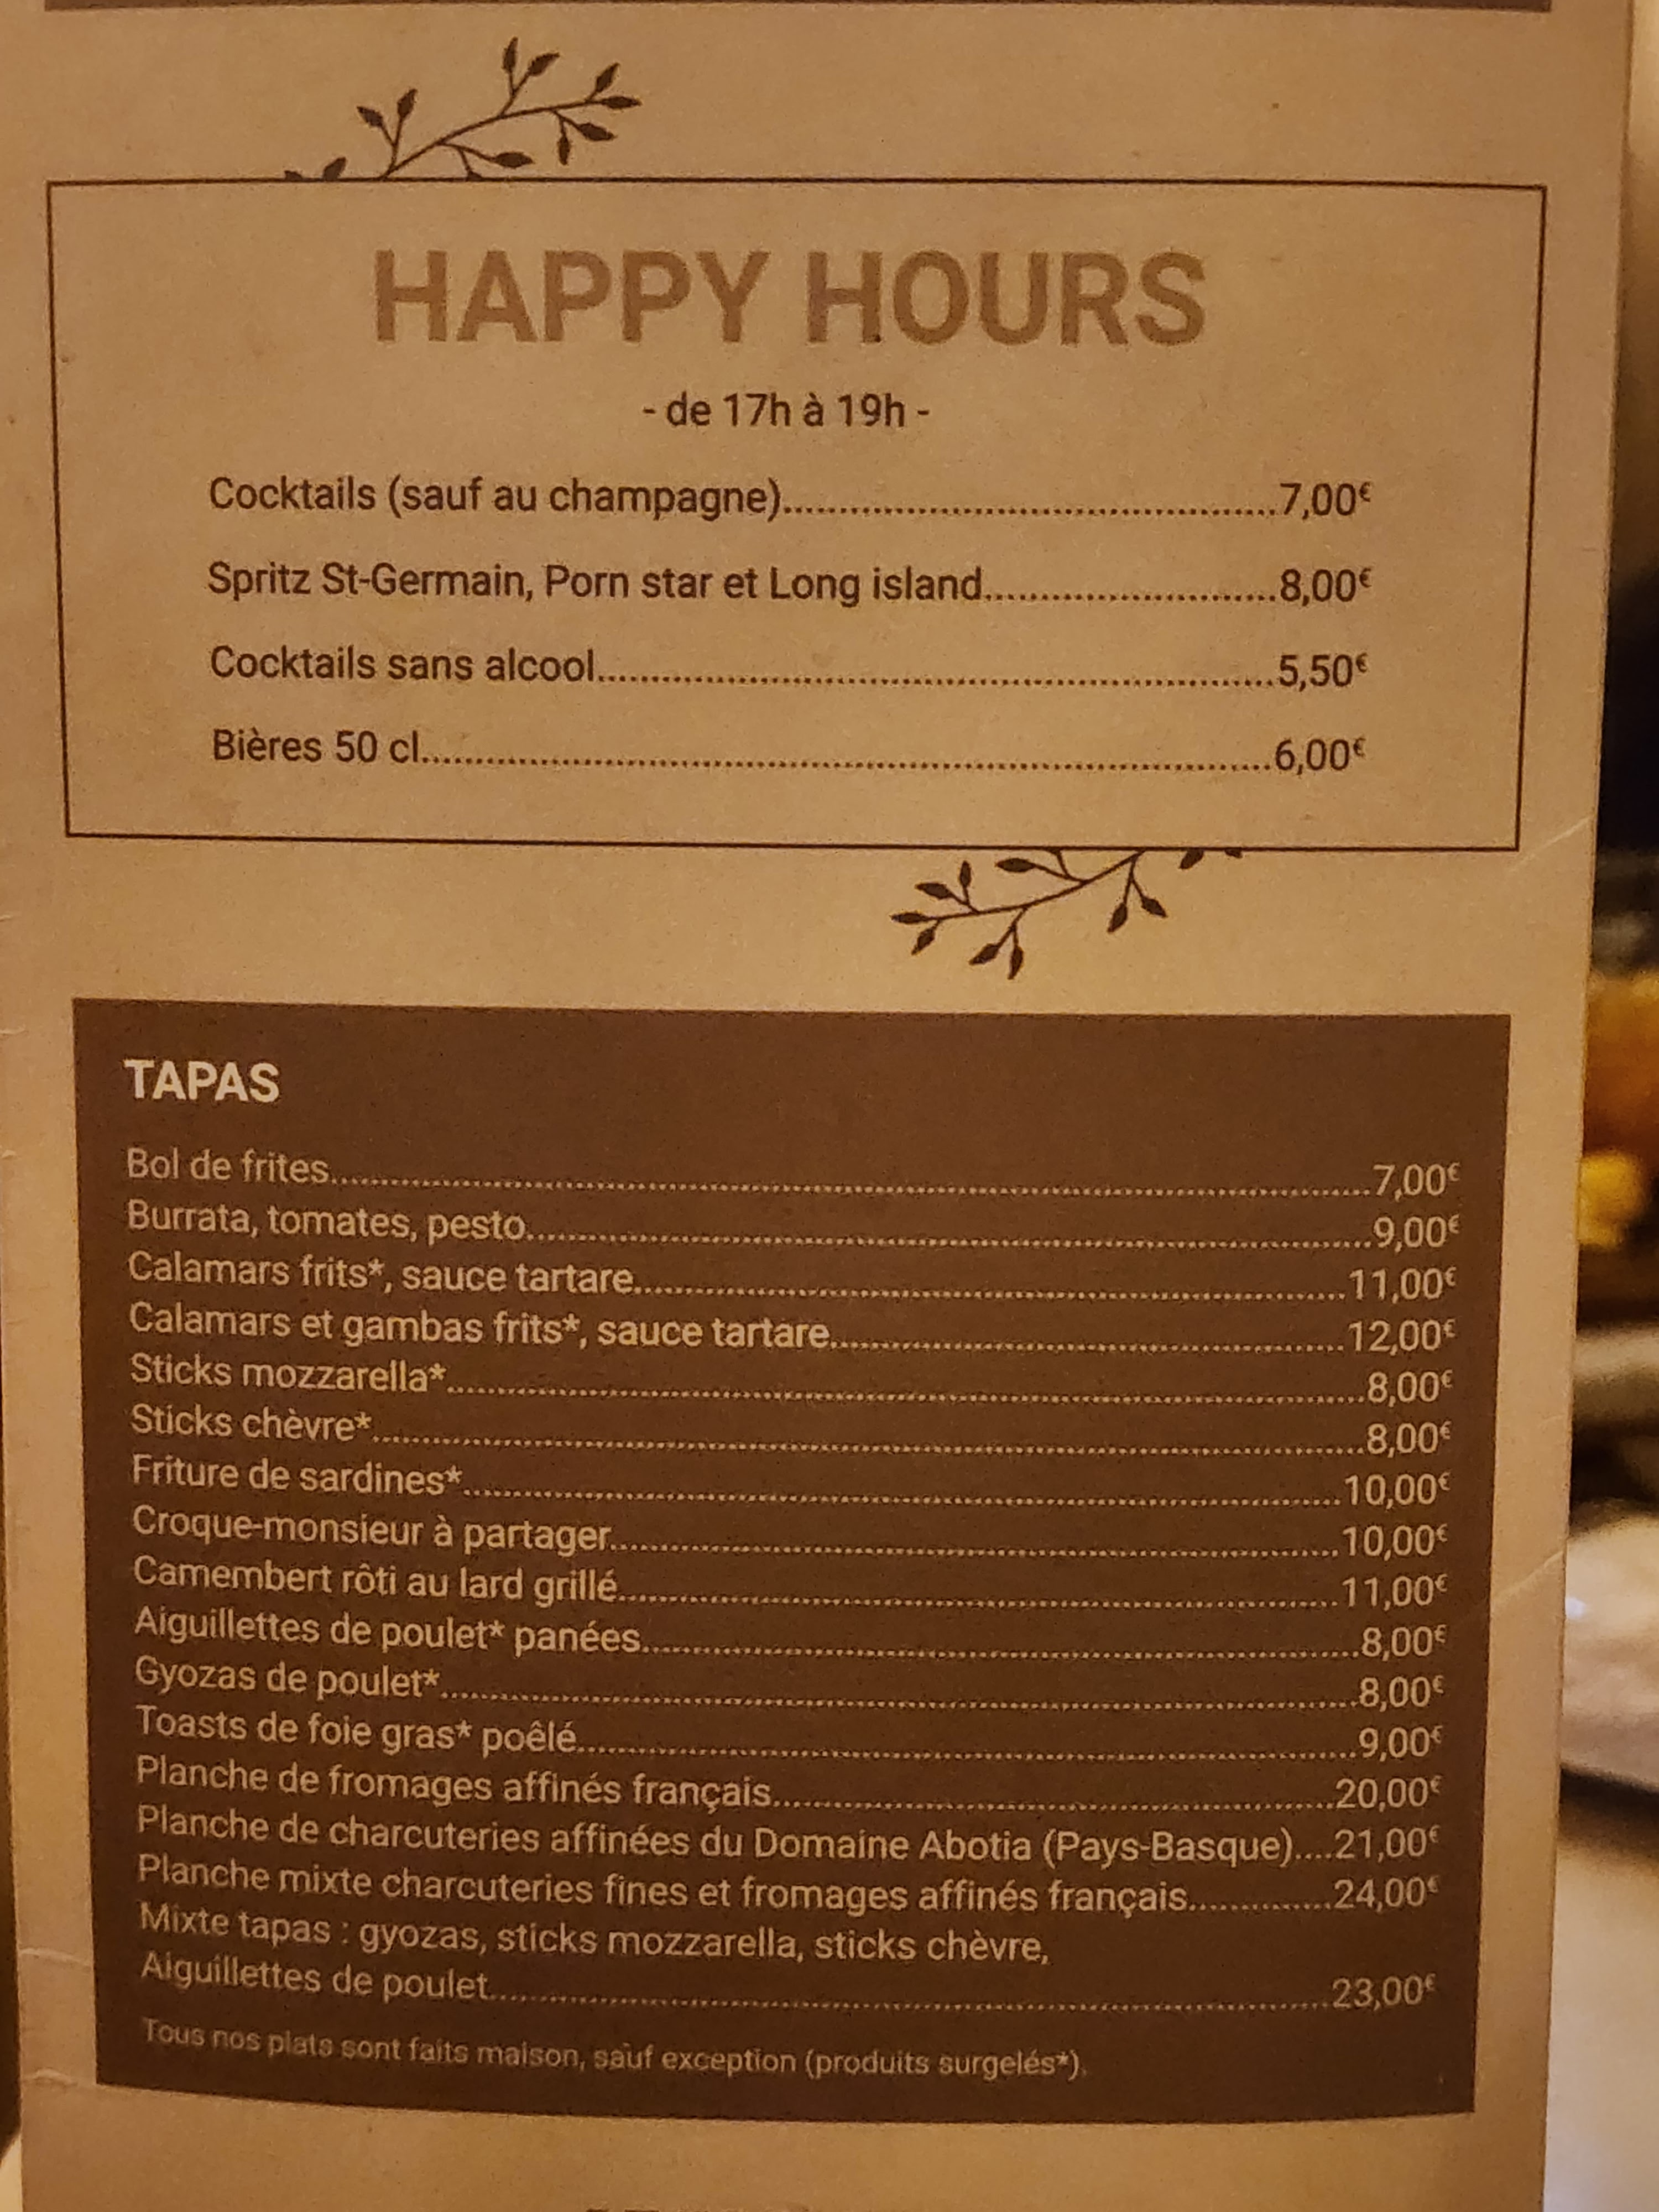 HAPPY HOURS
- de 17h à 19h -
Cocktails (sauf au champagne)..........7,00€
Spritz St-Germain, Porn star et Long island..........8,00€
Cocktails sans alcool..........5,50€
Bières 50 cl..........6,00€
TAPAS
Bol de frites..........7,00€
Burrata, tomates, pesto..........9,00€
Calamars frits*, sauce tartare..........11,00€
Calamars et gambas frits*, sauce tartare..........12,00€
Sticks mozzarella*..........8,00€
Sticks chèvre*..........8,00€
Friture de sardines*..........10,00€
Croque-monsieur à partager..........10,00€
Camembert rôti au lard grillé..........11,00€
Aiguillettes de poulet* panées..........8,00€
Gyozas de poulet*..........8,00€
Toasts de foie gras* poêlé..........9,00€
Planche de fromages affinés français..........20,00€
Planche de charcuteries affinées du Domaine Abotia (Pays-Basque)....21,00€
Planche mixte charcuteries fines et fromages affinés français..........24,00€
Mixte tapas : gyozas, sticks mozzarella, sticks chèvre,
Aiguillettes de poulet..........23,00€
Tous nos plats sont faits maison, sauf exception (produits surgelés*).